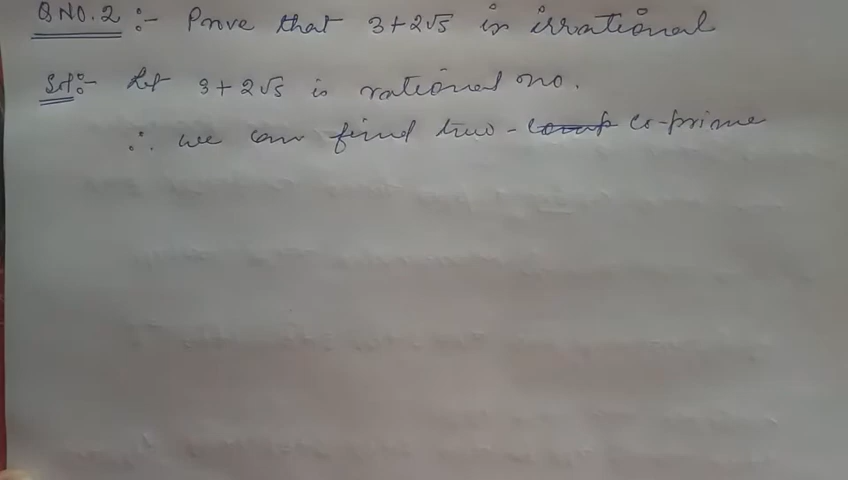 Q NO. 2 :- Prove that 3+2√5 is irrational
Sol:- Let 3+2√5 is rational no.
∴ we can find two co-prime